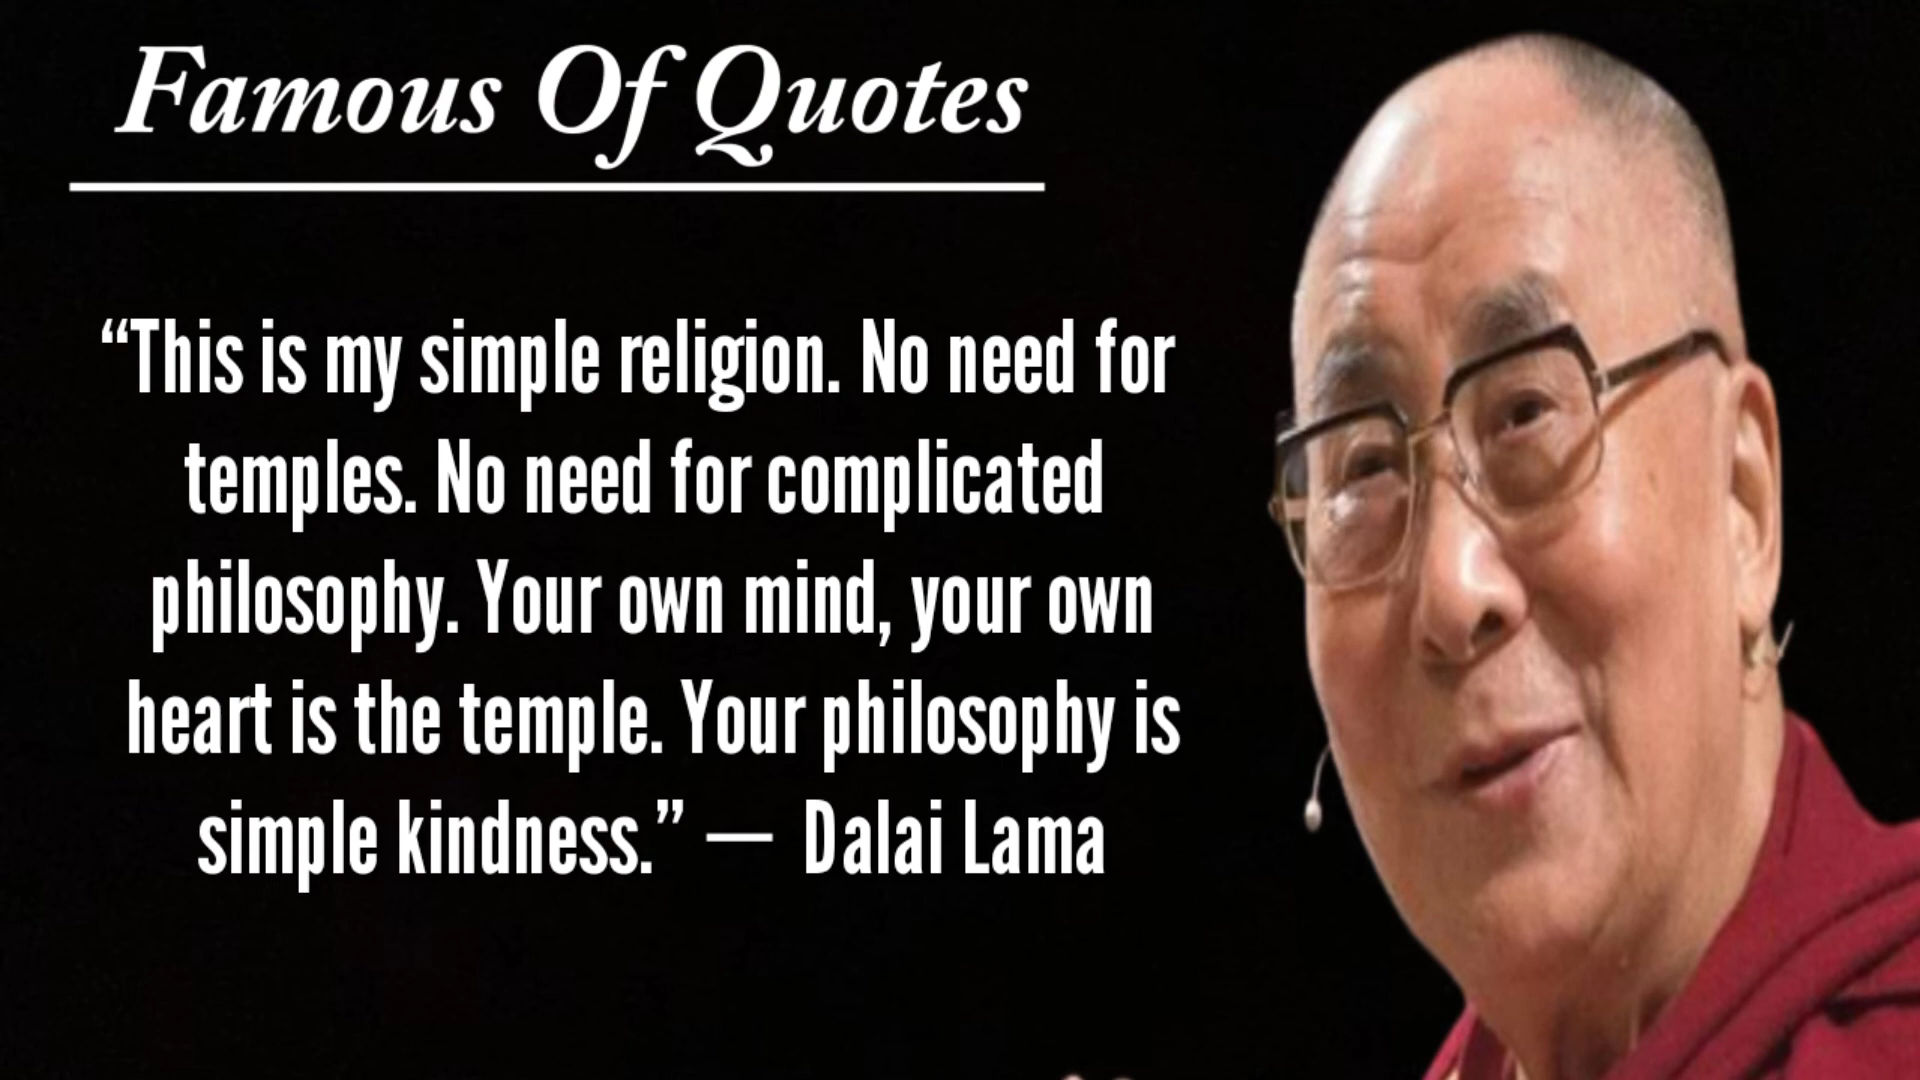 Famous Of Quotes
“This is my simple religion. No need for
temples. No need for complicated
philosophy. Your own mind, your own
heart is the temple. Your philosophy is
simple kindness.” — Dalai Lama